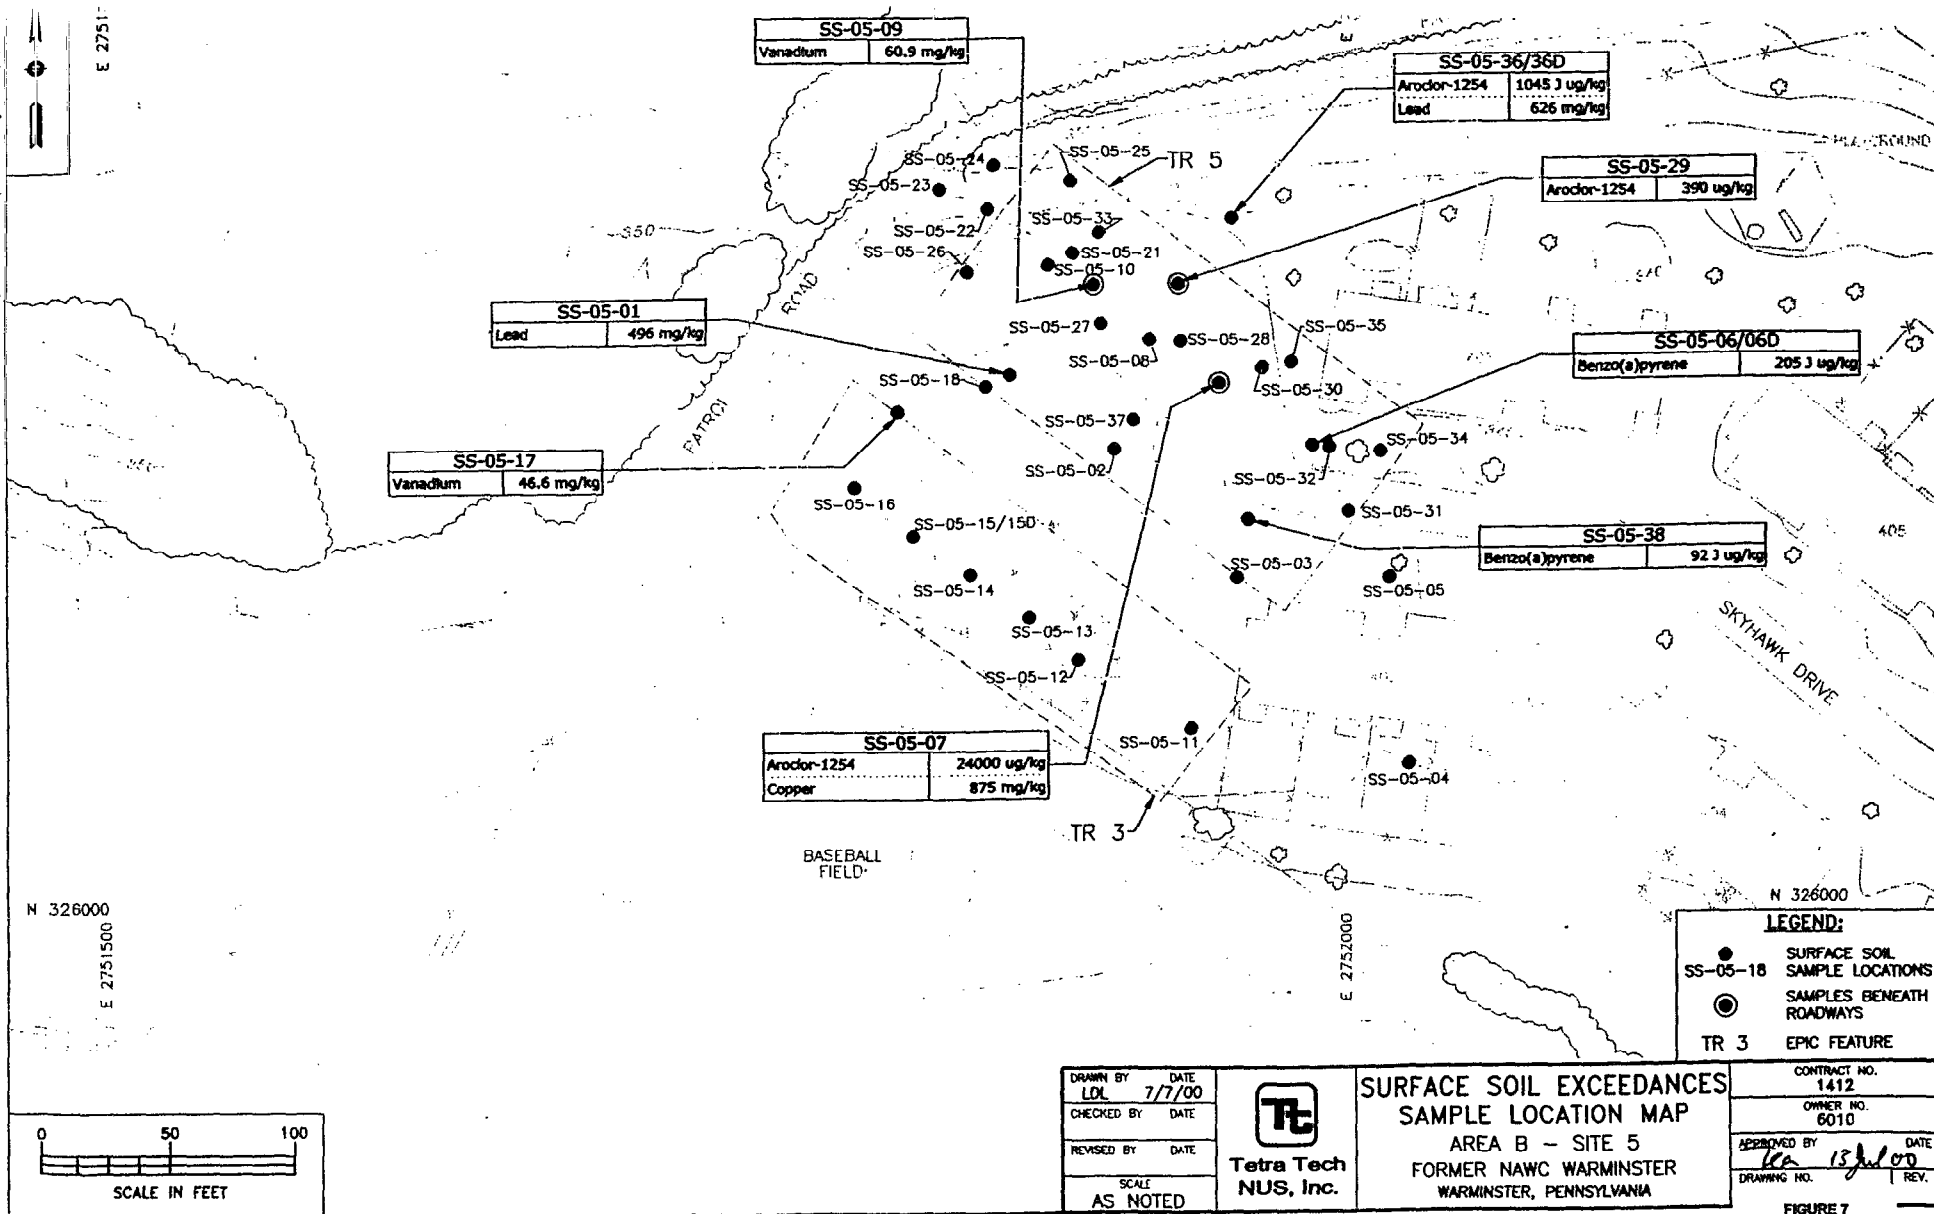 E 2751
SS-05-09
Vanadium 60.9 mg/kg
SS-05-36/36D
Aroclor-1254 1045 J ug/kg
Lead 626 mg/kg
SS-05-29
Aroclor-1254 390 ug/kg
SS-05-24
SS-05-25
TR 5
SS-05-23
SS-05-33
SS-05-22
SS-05-26
SS-05-21
SS-05-10
ROAD
SS-05-01
Lead 496 mg/kg
SS-05-27
SS-05-35
SS-05-08
SS-05-28
SS-05-06/06D
Benzo(a)pyrene 205 J ug/kg
SS-05-18
SS-05-30
SS-05-37
SS-05-34
SS-05-17
Vanadium 46.6 mg/kg
SS-05-02
SS-05-32
SS-05-16
SS-05-31
SS-05-15/15D
SS-05-38
Benzo(a)pyrene 92 J ug/kg
405
SS-05-03
SS-05-14
SS-05-05
SS-05-13
SKYHAWK DRIVE
SS-05-12
SS-05-07
Aroclor-1254 24000 ug/kg
Copper 875 mg/kg
SS-05-11
SS-05-04
TR 3
BASEBALL
FIELD
N 326000
E 2751500
E 2752000
N 326000
LEGEND:
SURFACE SOIL
SS-05-18 SAMPLE LOCATIONS
SAMPLES BENEATH
ROADWAYS
TR 3 EPIC FEATURE
0 50 100
SCALE IN FEET
DRAWN BY DATE
LDL 7/7/00
CHECKED BY DATE
REVISED BY DATE
SCALE
AS NOTED
Tt
Tetra Tech
NUS, Inc.
SURFACE SOIL EXCEEDANCES
SAMPLE LOCATION MAP
AREA B - SITE 5
FORMER NAWC WARMINSTER
WARMINSTER, PENNSYLVANIA
CONTRACT NO.
1412
OWNER NO.
6010
APPROVED BY DATE
13 Jul 00
DRAWING NO. REV.
FIGURE 7